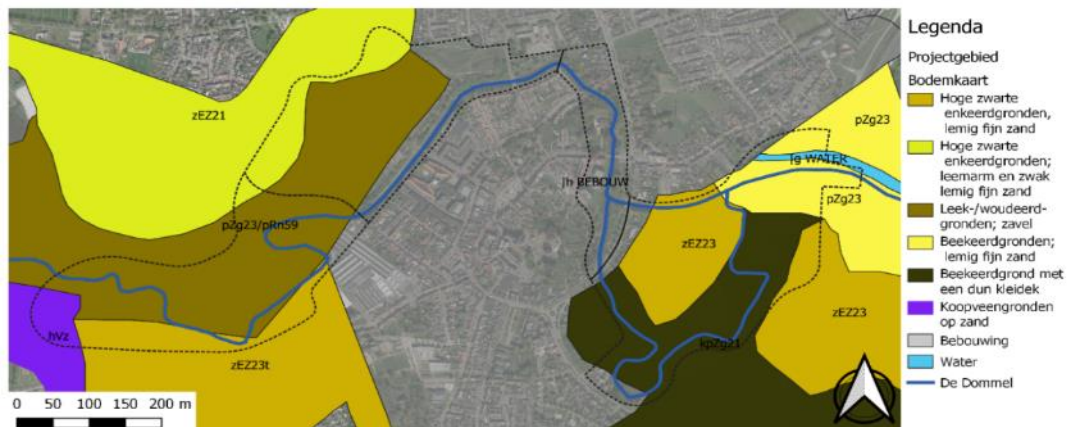 Legenda
Projectgebied
Bodemkaart
Hoge zwarte
enkeerdgronden,
lemig fijn zand
Hoge zwarte
enkeerdgronden;
leemarm en zwak
lemig fijn zand
Leek-/woudeerd-
gronden; zavel
Beekeerdgronden;
lemig fijn zand
Beekeerdgrond met
een dun kleidek
Koopveengronden
op zand
Bebouwing
Water
De Dommel
zEZ21
pZg23
jg WATER
jh BEBOUW
pZg23
pZg23/pRn59
zEZ23
zEZ23
hVz
kpZg21
zEZ23t
0 50 100 150 200 m